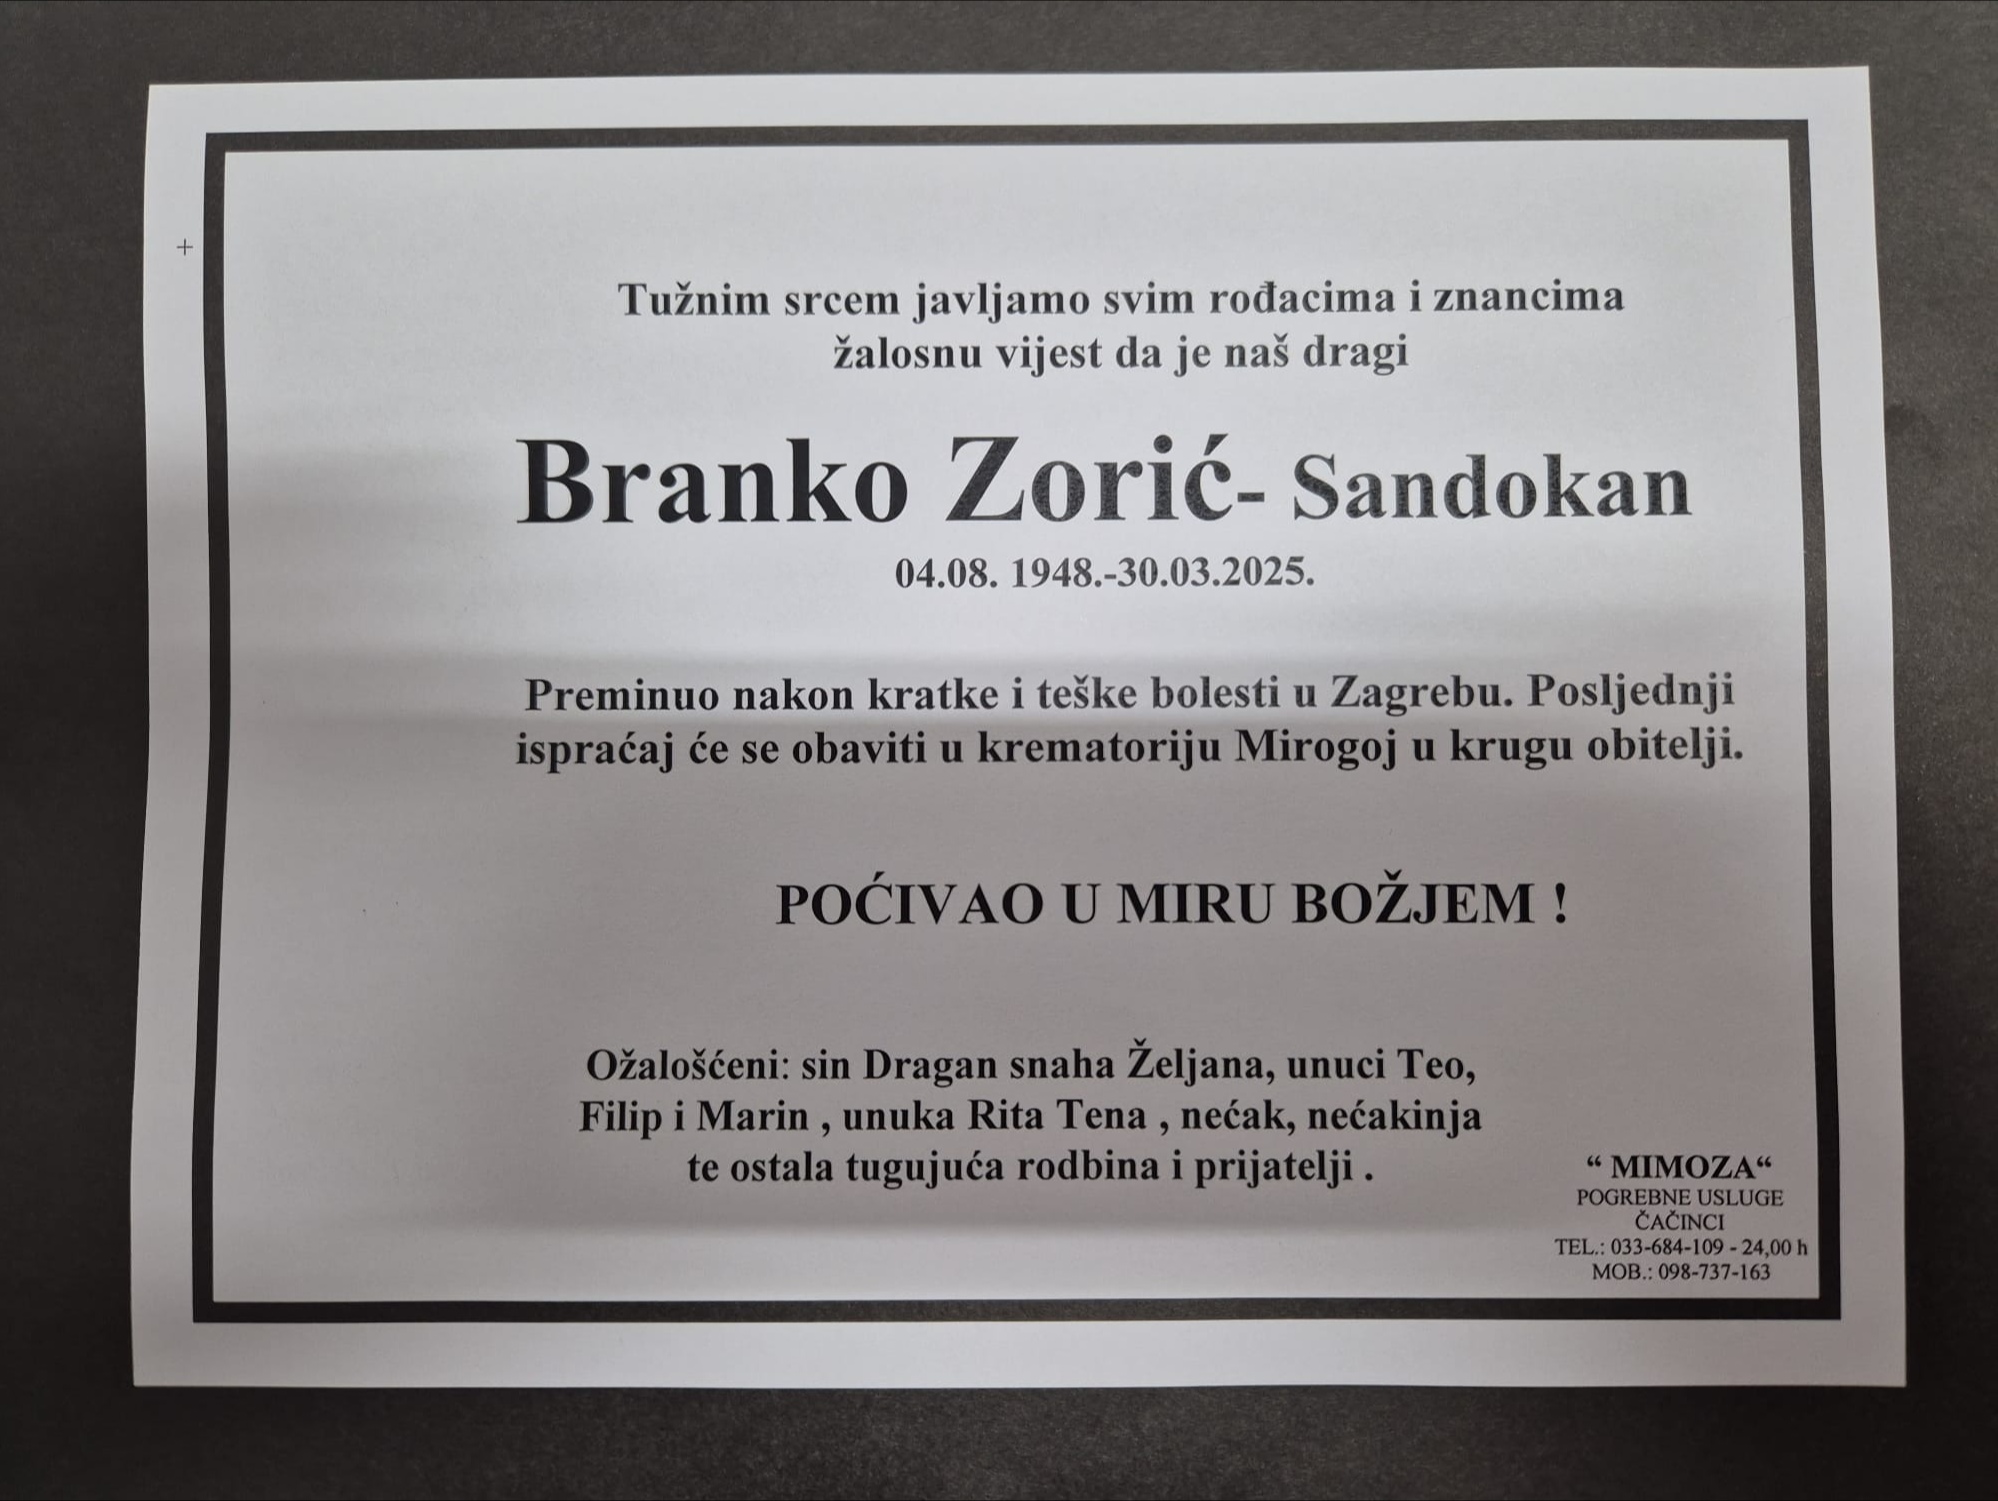 +
Tužnim srcem javljamo svim rođacima i znancima
žalosnu vijest da je naš dragi
Branko Zorić- Sandokan
04.08. 1948.-30.03.2025.
Preminuo nakon kratke i teške bolesti u Zagrebu. Posljednji
ispraćaj će se obaviti u krematoriju Mirogoj u krugu obitelji.
POĆIVAO U MIRU BOŽJEM !
Ožalošćeni: sin Dragan snaha Željana, unuci Teo,
Filip i Marin , unuka Rita Tena , nećak, nećakinja
te ostala tugujuća rodbina i prijatelji .
“ MIMOZA“
POGREBNE USLUGE
ČAČINCI
TEL.: 033-684-109 - 24,00 h
MOB.: 098-737-163